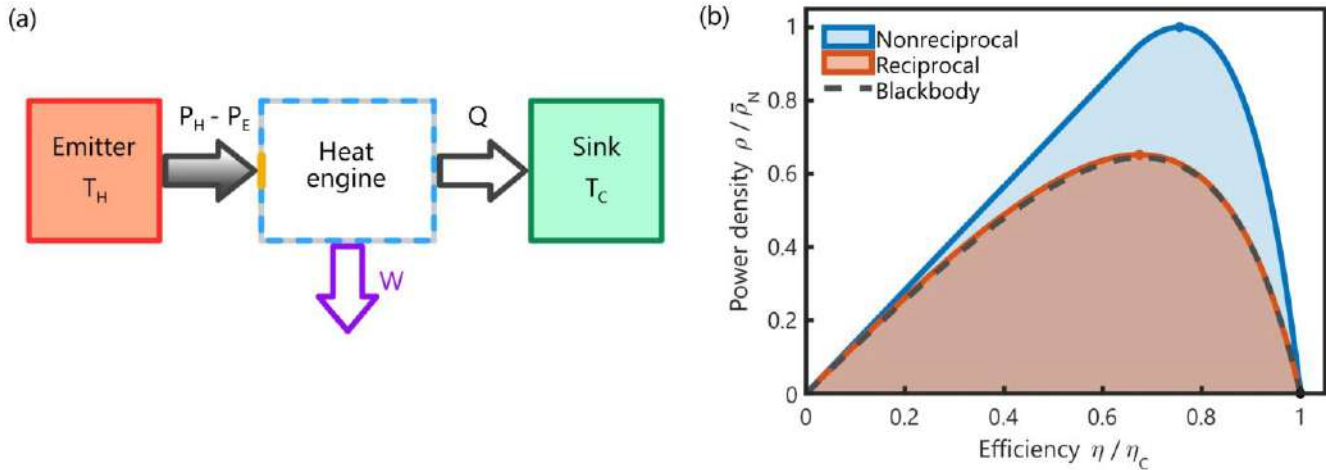 (a)
Emitter
T_H
P_H - P_E
Heat
engine
Q
Sink
T_C
W
(b)
Power density ρ / ρ̄_N
1
0.8
0.6
0.4
0.2
0
Nonreciprocal
Reciprocal
Blackbody
0 0.2 0.4 0.6 0.8 1
Efficiency η / η_C